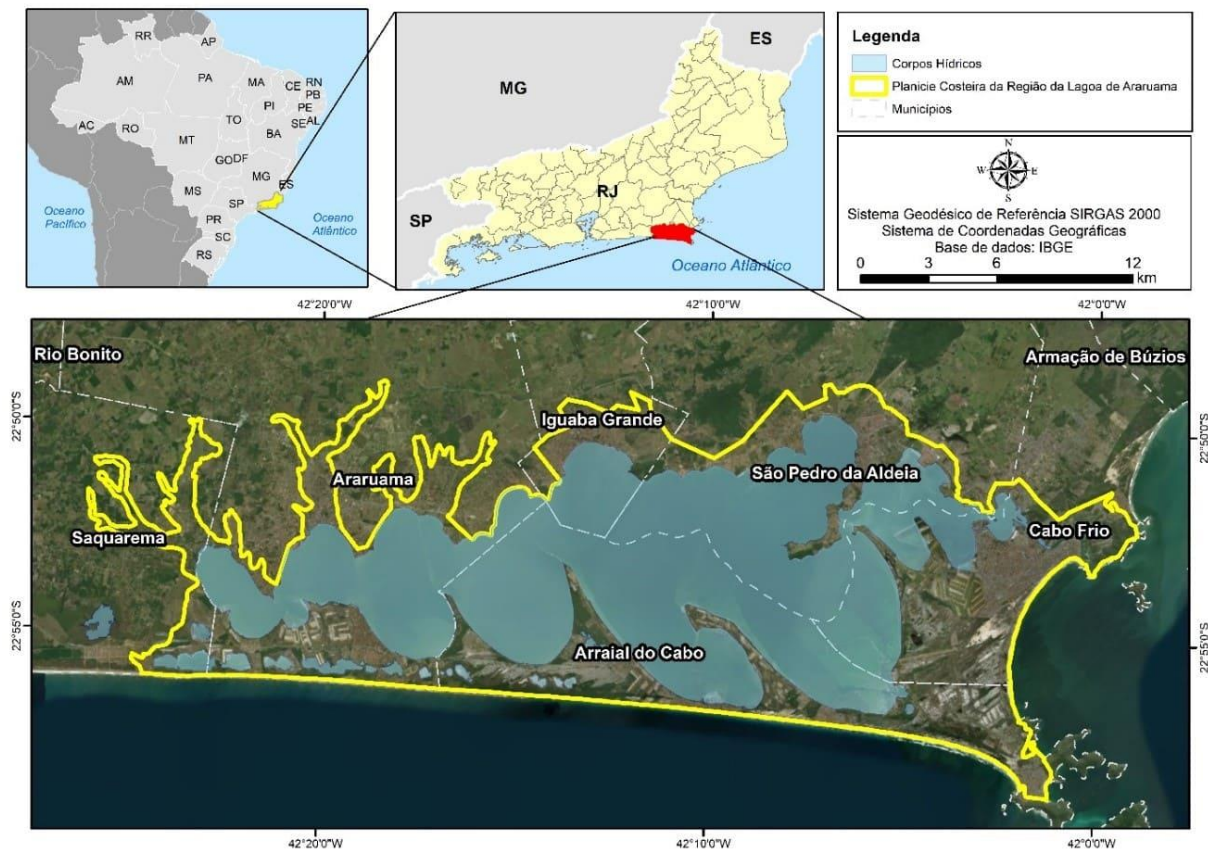 RR
AP
AM
PA
MA
CE
RN
PB
PI
PE
AL
SE
AC
RO
TO
MT
BA
GO
DF
MG
ES
MS
SP
PR
SC
RS
Oceano
Pacífico
Oceano
Atlântico
ES
MG
RJ
SP
Oceano Atlântico
Legenda
Corpos Hídricos
Planicie Costeira da Região da Lagoa de Araruama
Municípios
N
W
E
S
Sistema Geodésico de Referência SIRGAS 2000
Sistema de Coordenadas Geográficas
Base de dados: IBGE
0 3 6 12
km
42°20'0"W 42°10'0"W 42°0'0"W
Rio Bonito
Armação de Búzios
22°50'0"S
22°50'0"S
Iguaba Grande
Araruama
São Pedro da Aldeia
Saquarema
Cabo Frio
22°55'0"S
22°55'0"S
Arraial do Cabo
42°20'0"W 42°10'0"W 42°0'0"W